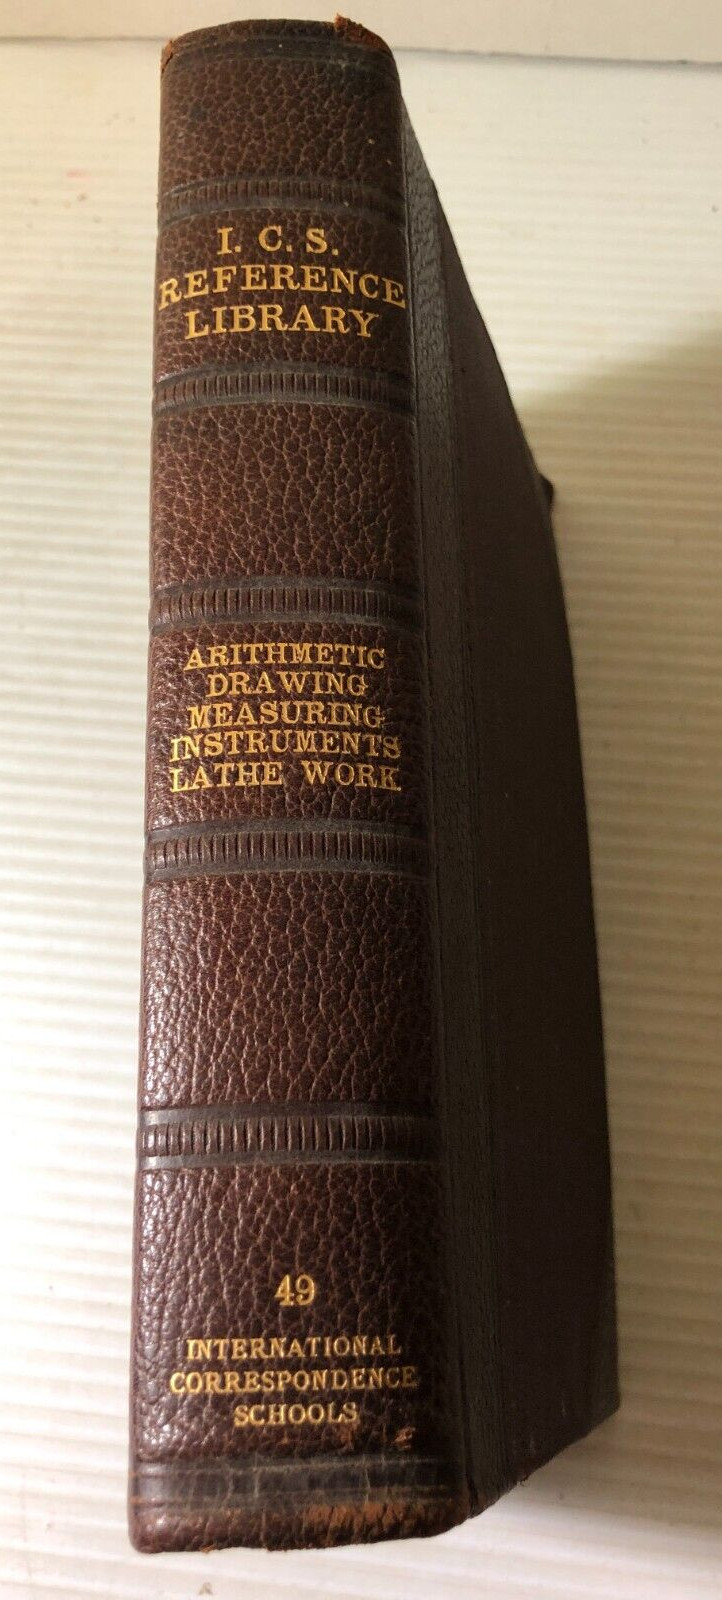 I. C. S.
REFERENCE
LIBRARY
ARITHMETIC
DRAWING
MEASURING
INSTRUMENTS
LATHE WORK
49
INTERNATIONAL
CORRESPONDENCE
SCHOOLS